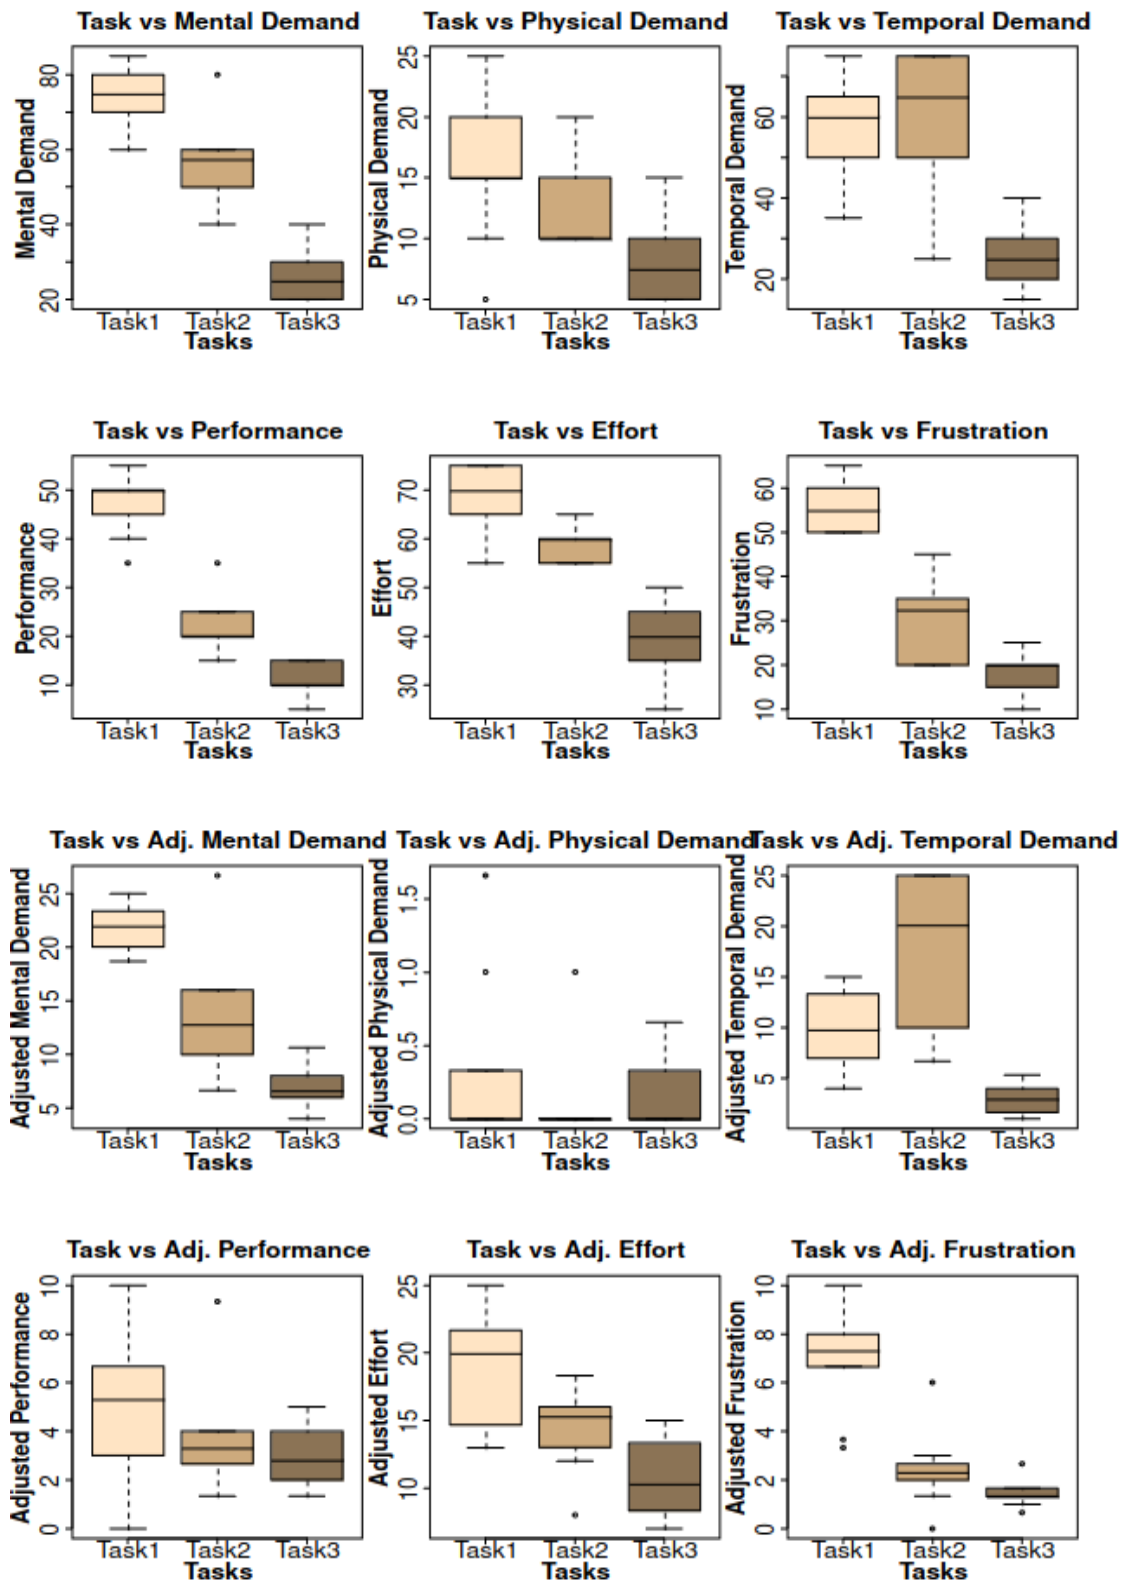 Task vs Mental Demand
Mental Demand
20 40 60 80
Task1 Task2 Task3
Tasks
Task vs Physical Demand
Physical Demand
5 10 15 20 25
Task1 Task2 Task3
Tasks
Task vs Temporal Demand
Temporal Demand
20 40 60
Task1 Task2 Task3
Tasks
Task vs Performance
Performance
10 20 30 40 50
Task1 Task2 Task3
Tasks
Task vs Effort
Effort
30 40 50 60 70
Task1 Task2 Task3
Tasks
Task vs Frustration
Frustration
10 20 30 40 50 60
Task1 Task2 Task3
Tasks
Task vs Adj. Mental Demand
Adjusted Mental Demand
5 10 15 20 25
Task1 Task2 Task3
Tasks
Task vs Adj. Physical Demand
Adjusted Physical Demand
0.0 0.5 1.0 1.5
Task1 Task2 Task3
Tasks
Task vs Adj. Temporal Demand
Adjusted Temporal Demand
5 10 15 20 25
Task1 Task2 Task3
Tasks
Task vs Adj. Performance
Adjusted Performance
0 2 4 6 8 10
Task1 Task2 Task3
Tasks
Task vs Adj. Effort
Adjusted Effort
10 15 20 25
Task1 Task2 Task3
Tasks
Task vs Adj. Frustration
Adjusted Frustration
0 2 4 6 8 10
Task1 Task2 Task3
Tasks